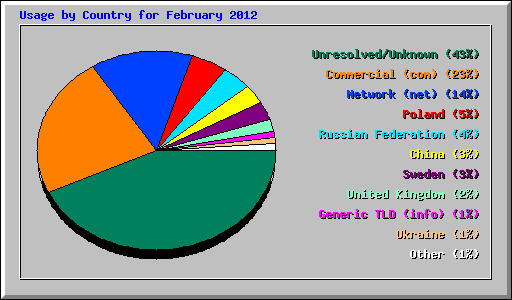 Usage by Country for February 2012
Unresolved/Unknown (43%)
Commercial (com) (23%)
Network (net) (14%)
Poland (5%)
Russian Federation (4%)
China (3%)
Sweden (3%)
United Kingdom (2%)
Generic TLD (info) (1%)
Ukraine (1%)
Other (1%)